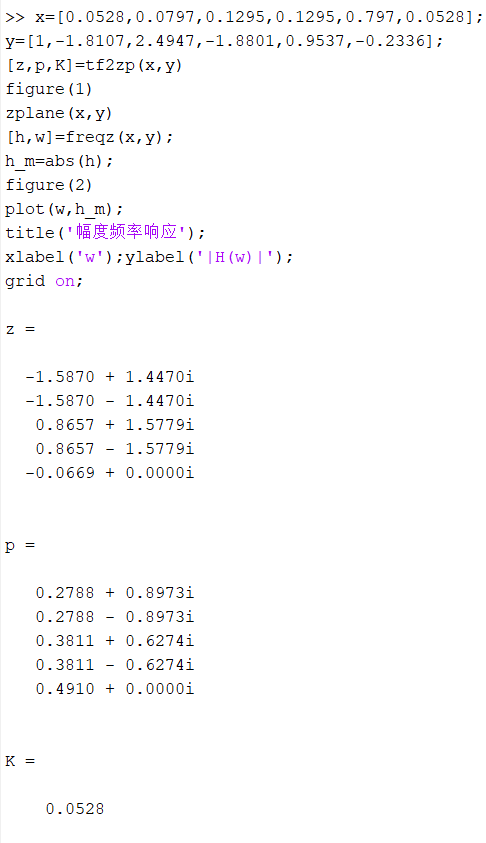 >> x=[0.0528,0.0797,0.1295,0.1295,0.797,0.0528];
y=[1,-1.8107,2.4947,-1.8801,0.9537,-0.2336];
[z,p,K]=tf2zp(x,y)
figure(1)
zplane(x,y)
[h,w]=freqz(x,y);
h_m=abs(h);
figure(2)
plot(w,h_m);
title('幅度频率响应');
xlabel('w');ylabel('|H(w)|');
grid on;
z =
-1.5870 + 1.4470i
-1.5870 - 1.4470i
0.8657 + 1.5779i
0.8657 - 1.5779i
-0.0669 + 0.0000i
p =
0.2788 + 0.8973i
0.2788 - 0.8973i
0.3811 + 0.6274i
0.3811 - 0.6274i
0.4910 + 0.0000i
K =
0.0528